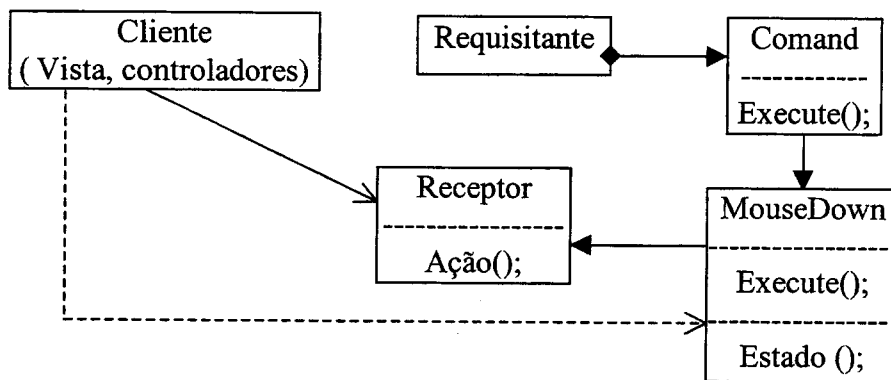 Cliente
( Vista, controladores)
Requisitante
Comand
Execute();
Receptor
Ação();
MouseDown
Execute();
Estado ();